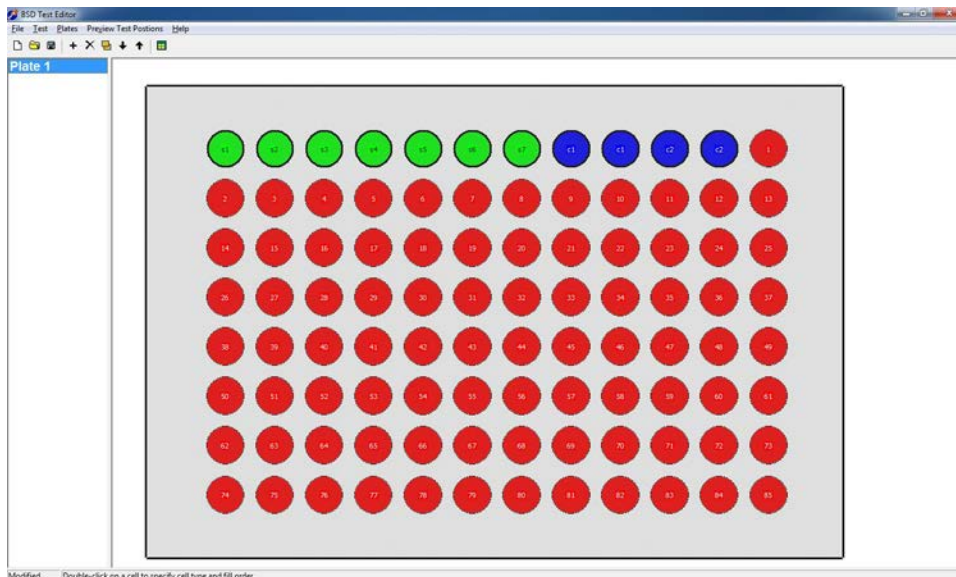 BSD Test Editor
File Test Plates Preview Test Postions Help
Plate 1
s1 s2 s3 s4 s5 s6 s7 c1 c1 c2 c2 1
2 3 4 5 6 7 8 9 10 11 12 13
14 15 16 17 18 19 20 21 22 23 24 25
26 27 28 29 30 31 32 33 34 35 36 37
38 39 40 41 42 43 44 45 46 47 48 49
50 51 52 53 54 55 56 57 58 59 60 61
62 63 64 65 66 67 68 69 70 71 72 73
74 75 76 77 78 79 80 81 82 83 84 85
Modified Double-click on a cell to specify cell type and fill order